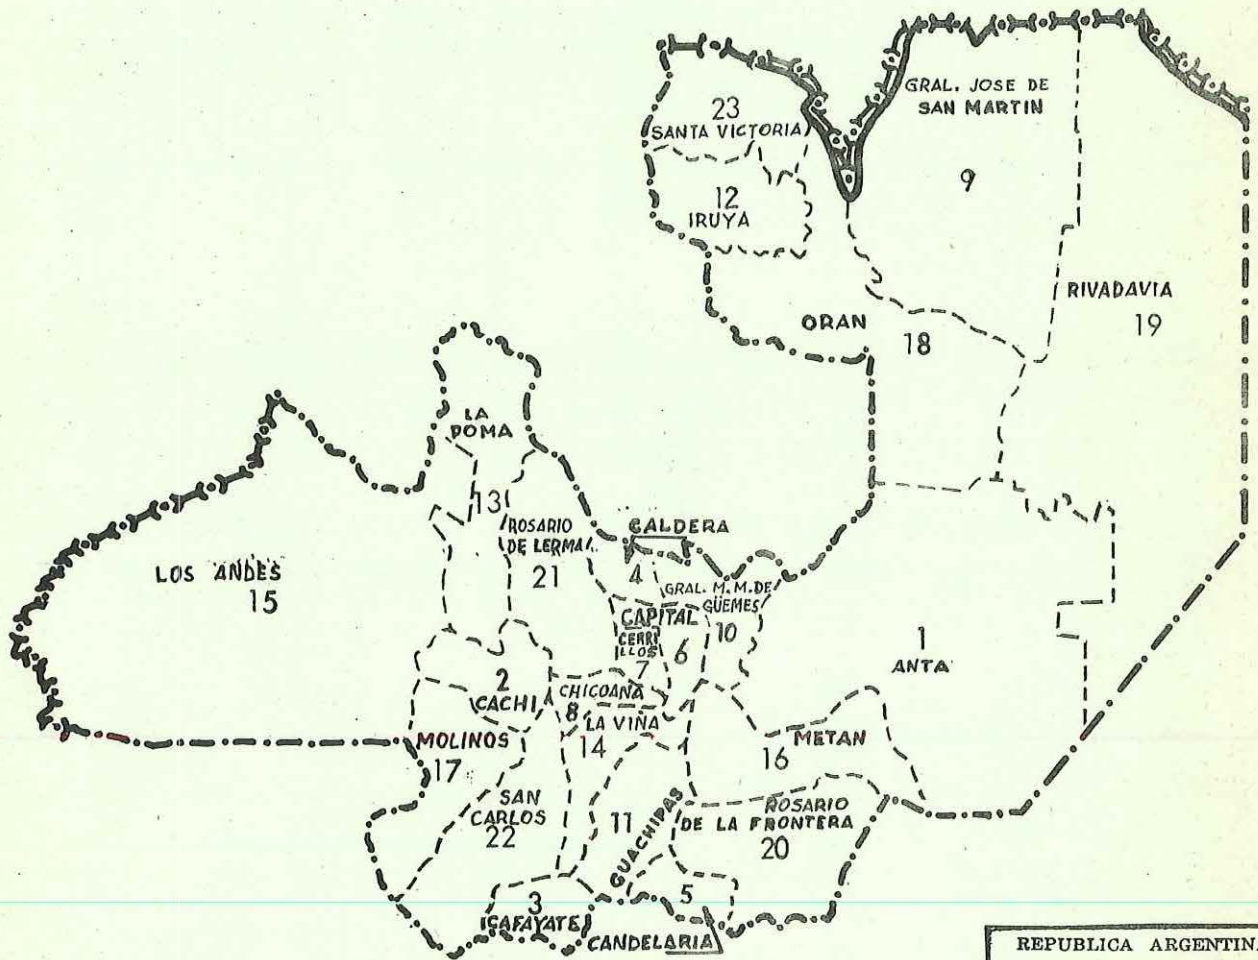 GRAL. JOSE DE
SAN MARTIN
9
23
SANTA VICTORIA
12
IRUYA
RIVADAVIA
19
ORAN
18
LA
POMA
13
ROSARIO
DE LERMA
21
CALDERA
4
GRAL. M.M.DE
GÜEMES
10
LOS ANDES
15
CAPITAL
6
CERRI
LLOS
7
1
ANTA
2
CACHI
CHICOANA
8
LA VIÑA
14
MOLINOS
17
METAN
16
SAN
CARLOS
22
11
GUACHIPAS
ROSARIO
DE LA FRONTERA
20
5
3
CAFAYATE
CANDELARIA
REPUBLICA ARGENTINA